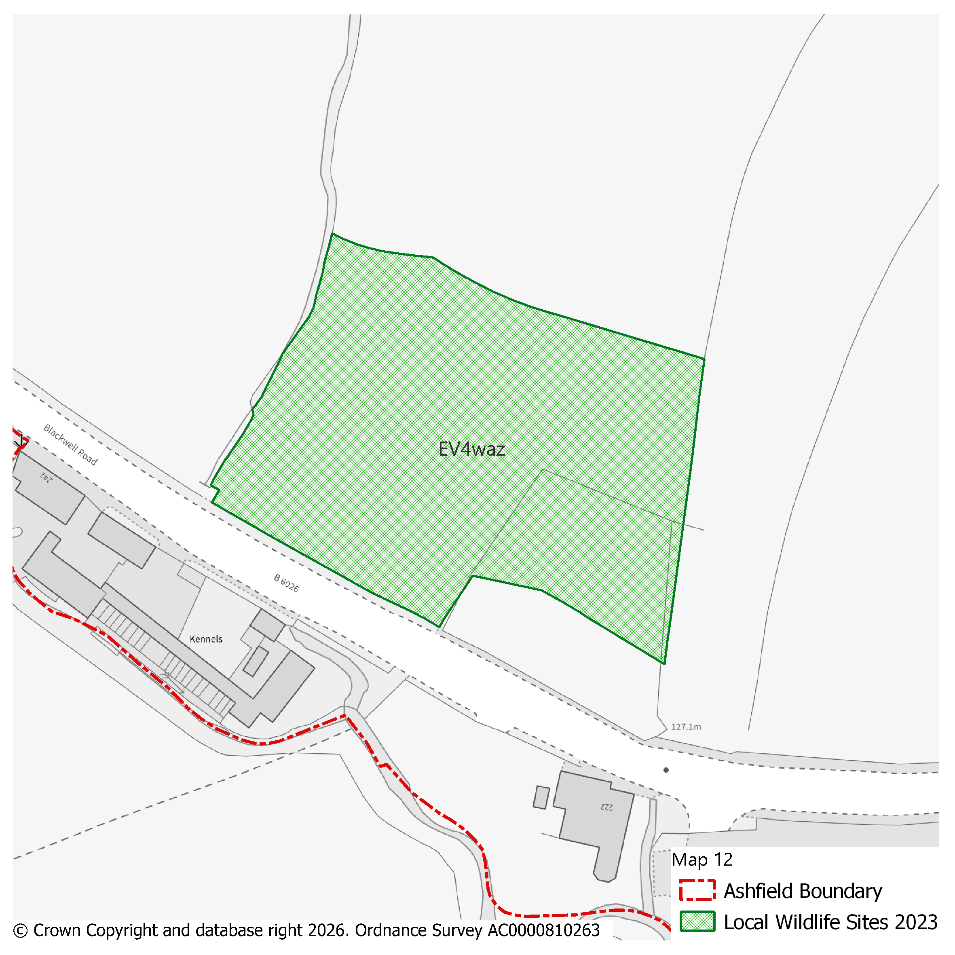 EV4waz
Blackwell Road
292
B 6026
Kennels
127.1m
222
Map 12
Ashfield Boundary
Local Wildlife Sites 2023
© Crown Copyright and database right 2026. Ordnance Survey AC0000810263